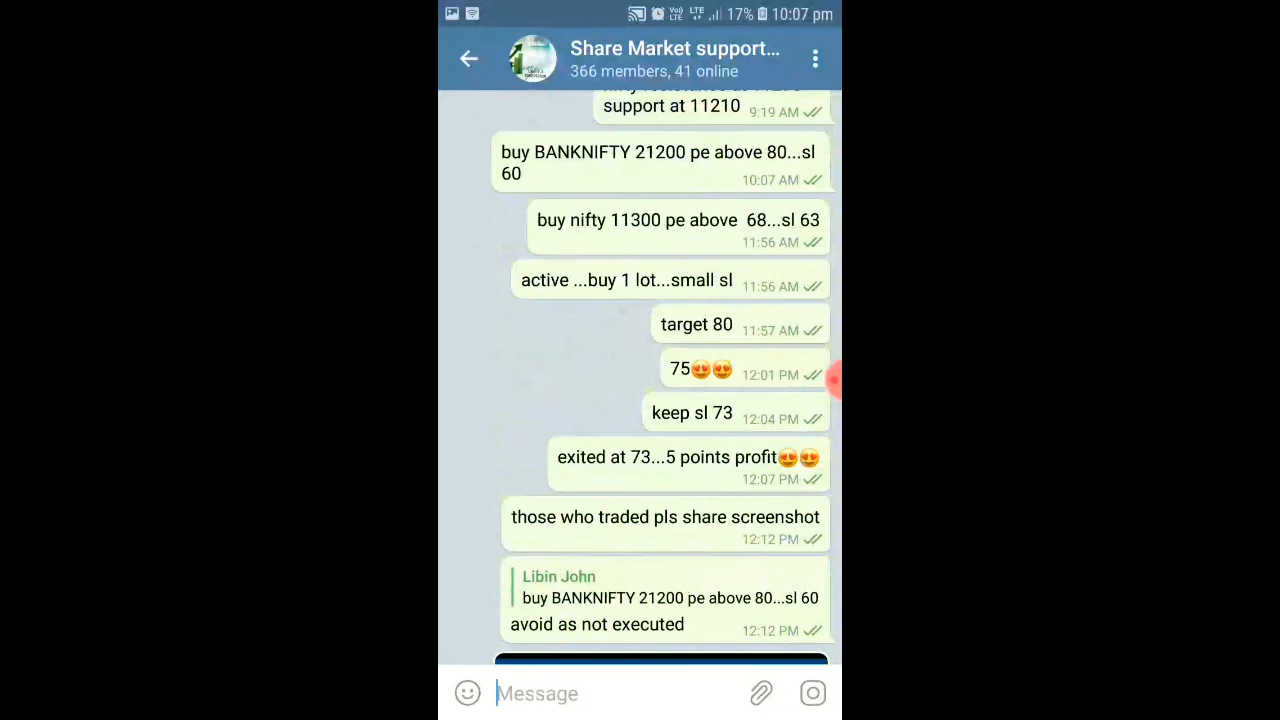 17% 10:07 pm
Share Market support...
366 members, 41 online
support at 11210 9:19 AM
buy BANKNIFTY 21200 pe above 80...sl
60 10:07 AM
buy nifty 11300 pe above 68...sl 63
11:56 AM
active ...buy 1 lot...small sl 11:56 AM
target 80 11:57 AM
75😍😍 12:01 PM
keep sl 73 12:04 PM
exited at 73...5 points profit😍😍
12:07 PM
those who traded pls share screenshot
12:12 PM
Libin John
buy BANKNIFTY 21200 pe above 80...sl 60
avoid as not executed 12:12 PM
Message